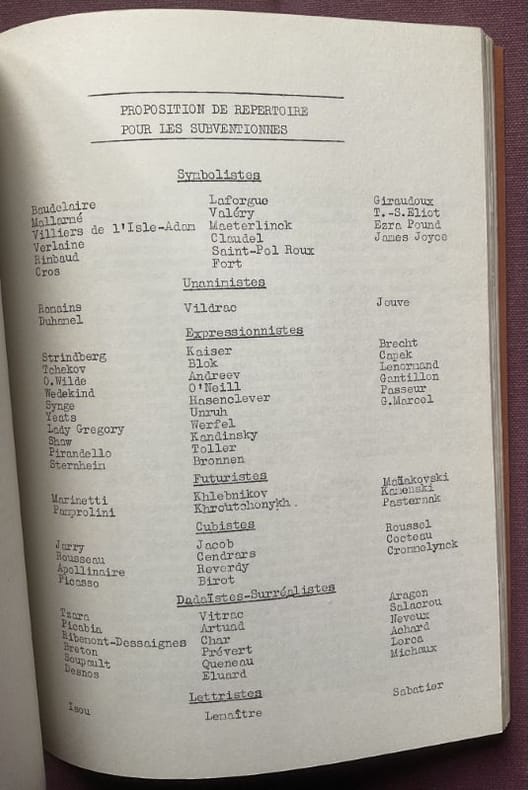 PROPOSITION DE REPERTOIRE
POUR LES SUBVENTIONNES
Symbolistes
Baudelaire
Mallarmé
Villiers de l'Isle-Adam
Verlaine
Rimbaud
Cros
Laforgue
Valéry
Maeterlinck
Claudel
Saint-Pol Roux
Fort
Giraudoux
T.-S.Eliot
Ezra Pound
James Joyce
Unanimistes
Romains
Duhamel
Vildrac
Jouve
Expressionnistes
Strindberg
Tchekov
O.Wilde
Wedekind
Synge
Yeats
Lady Gregory
Shaw
Pirandello
Sternheim
Kaiser
Blok
Andreev
O'Neill
Hasenclever
Unruh
Werfel
Kandinsky
Toller
Bronnen
Brecht
Capek
Lenormand
Gantillon
Passeur
G.Marcel
Futuristes
Marinetti
Pamprolini
Khlebnikov
Khroutchonykh.
Maïakovski
Kamenski
Pasternak
Cubistes
Jarry
Rousseau
Apollinaire
Picasso
Jacob
Cendrars
Reverdy
Birot
Roussel
Cocteau
Crommelynck
Dadaïstes-Surréalistes
Tzara
Picabia
Ribemont-Dessaignes
Breton
Soupault
Desnos
Vitrac
Artuad
Char
Prévert
Queneau
Eluard
Aragon
Salacrou
Neveux
Achard
Lorca
Michaux
Lettristes
Isou
Lemaître
Sabatier